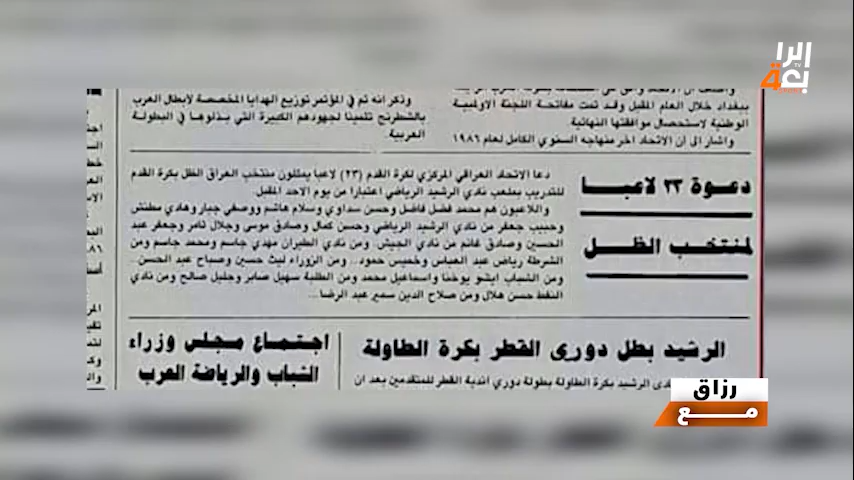 الرابعة
TV
وذكر انه تم في المؤتمر توزيع الهدايا المخصصة لابطال العرب
بالشطرنج تثمينا لجهودهم الكبيرة التي بذلوها في البطولة
العربية.
ببغداد خلال العام المقبل وقد تمت مفاتحة اللجنة الاولمبية
الوطنية لاستحصال موافقتها النهائية.
واشار الى ان الاتحاد اخر منهاجه السنوي الكامل لعام ١٩٨٦
دعوة ٢٣ لاعبا
لمنتخب الظل
دعا الاتحاد العراقي المركزي لكرة القدم (٢٣) لاعبا يمثلون منتخب العراق الظل بكرة القدم
للتدريب بملعب نادي الرشيد الرياضي اعتبارا من يوم الاحد المقبل.
واللاعبون هم محمد فضل فاضل وحسن سداوي وسلام هاشم ووصفي جبار وهادي مطنش
وحبيب جعفر من نادي الرشيد الرياضي وحسن كمال وصادق موسى وجلال ثامر وجعفر عبد
الحسين وصادق غانم من نادي الجيش. ومن نادي الطيران مهدي جاسم ومحمد جاسم ومن
الشرطة رياض عبد العباس وخميس حمود.. ومن الزوراء ليث حسين وصباح عبد الحسن..
ومن الشباب ايشو يوخنا واسماعيل محمد ومن الطلبة سهيل صابر وجليل صالح ومن نادي
النفط حسن هلال ومن صلاح الدين سمير عبد الرضا...
الرشيد بطل دوري القطر بكرة الطاولة
الرشيد بكرة الطاولة بطولة دوري اندية القطر للمتقدمين بعد ان
اجتماع مجلس وزراء
الشباب والرياضة العرب
مع
رزاق